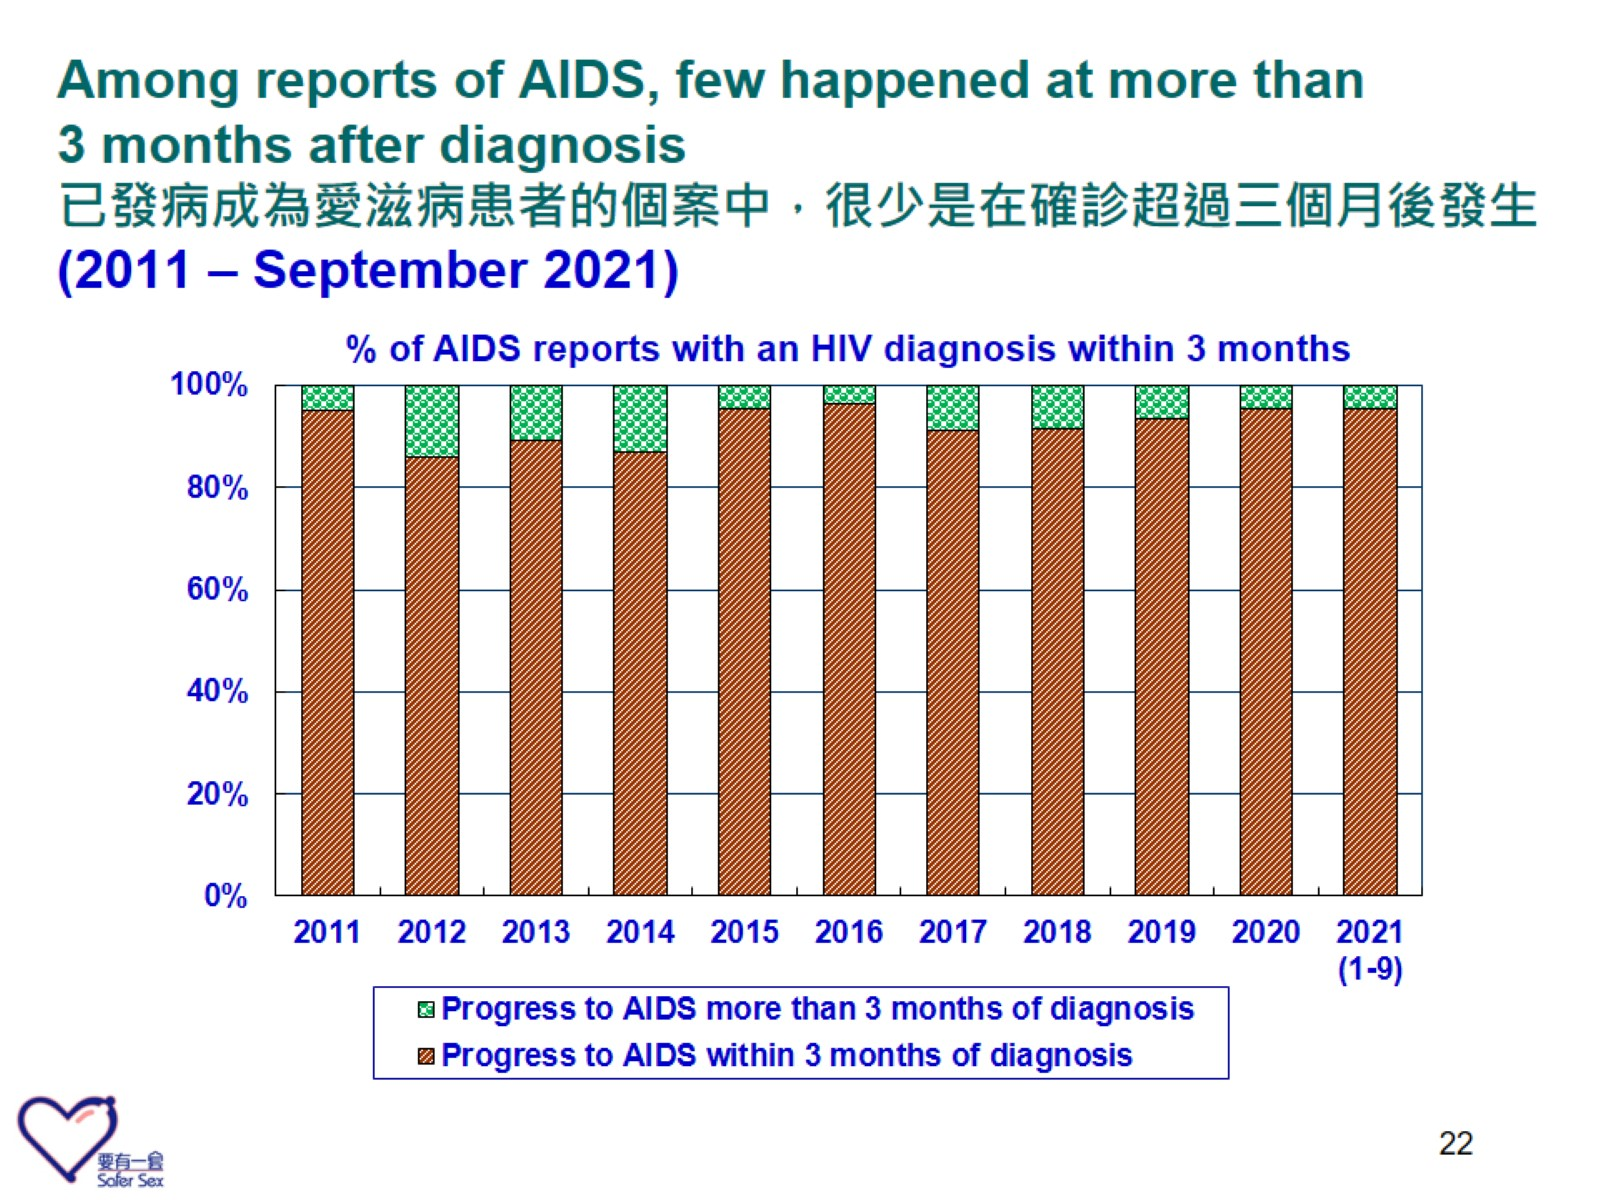 Among reports of AIDS, few happened at more than
3 months after diagnosis
已發病成為愛滋病患者的個案中，很少是在確診超過三個月後發生
(2011 – September 2021)
% of AIDS reports with an HIV diagnosis within 3 months
100%
80%
60%
40%
20%
0%
2011 2012 2013 2014 2015 2016 2017 2018 2019 2020 2021
(1-9)
Progress to AIDS more than 3 months of diagnosis
Progress to AIDS within 3 months of diagnosis
要有一套
Safer Sex
22